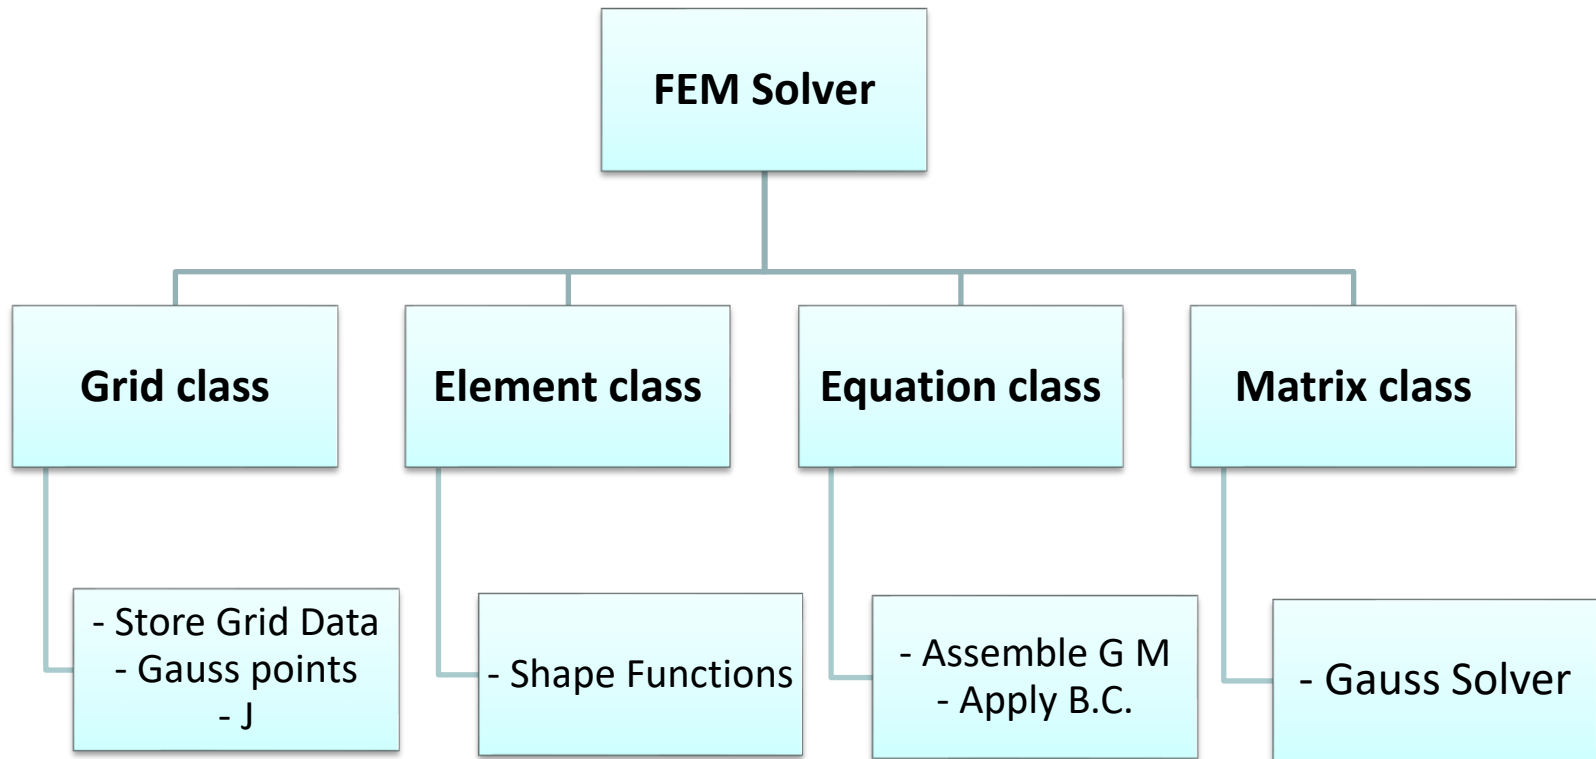 FEM Solver
Grid class
Element class
Equation class
Matrix class
- Store Grid Data
- Gauss points
- J
- Shape Functions
- Assemble G M
- Apply B.C.
- Gauss Solver